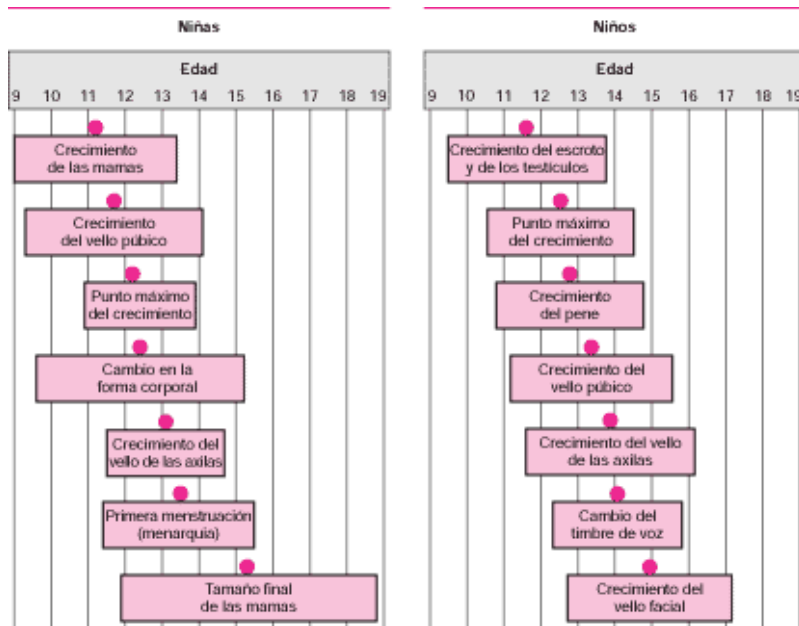 Niñas
Edad
9 10 11 12 13 14 15 16 17 18 19
Crecimiento
de las mamas
Crecimiento
del vello púbico
Punto máximo
del crecimiento
Cambio en la
forma corporal
Crecimiento del
vello de las axilas
Primera menstruación
(menarquia)
Tamaño final
de las mamas
Niños
Edad
9 10 11 12 13 14 15 16 17 18 19
Crecimiento del escroto
y de los testículos
Punto máximo
del crecimiento
Crecimiento
del pene
Crecimiento del
vello púbico
Crecimiento del vello
de las axilas
Cambio del
timbre de voz
Crecimiento del
vello facial